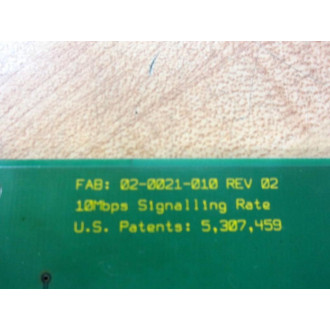 FAB: 02-0021-010 REV 02
10Mbps Signalling Rate
U.S. Patents: 5,307,459